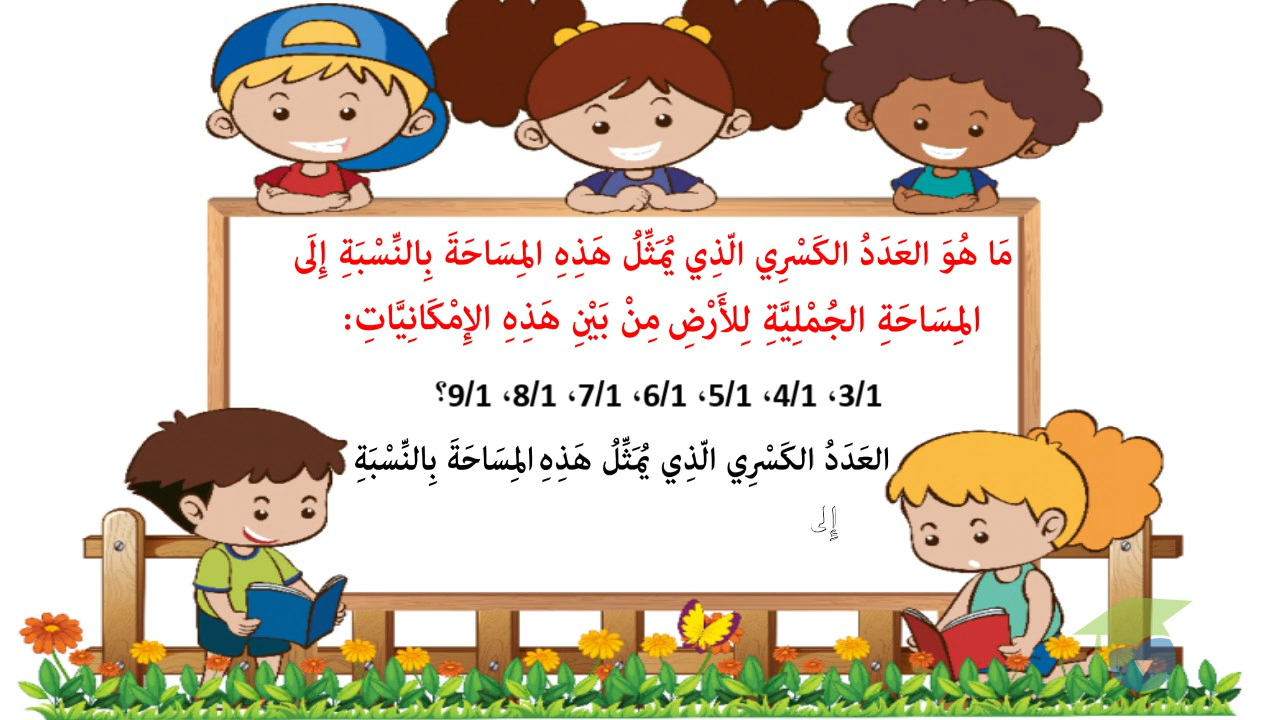 مَا هُوَ العَدَدُ الكَسْرِي الّذِي يُمَثِّلُ هَذِهِ المِسَاحَةَ بِالنِّسْبَةِ إِلَى
المِسَاحَةِ الجُمْلِيَّةِ لِلأَرْضِ مِنْ بَيْنِ هَذِهِ الإِمْكَانِيَّاتِ:
3/1، 4/1، 5/1، 6/1، 7/1، 8/1، 9/1؟
العَدَدُ الكَسْرِي الّذِي يُمَثِّلُ هَذِهِ المِسَاحَةَ بِالنِّسْبَةِ
إِلى